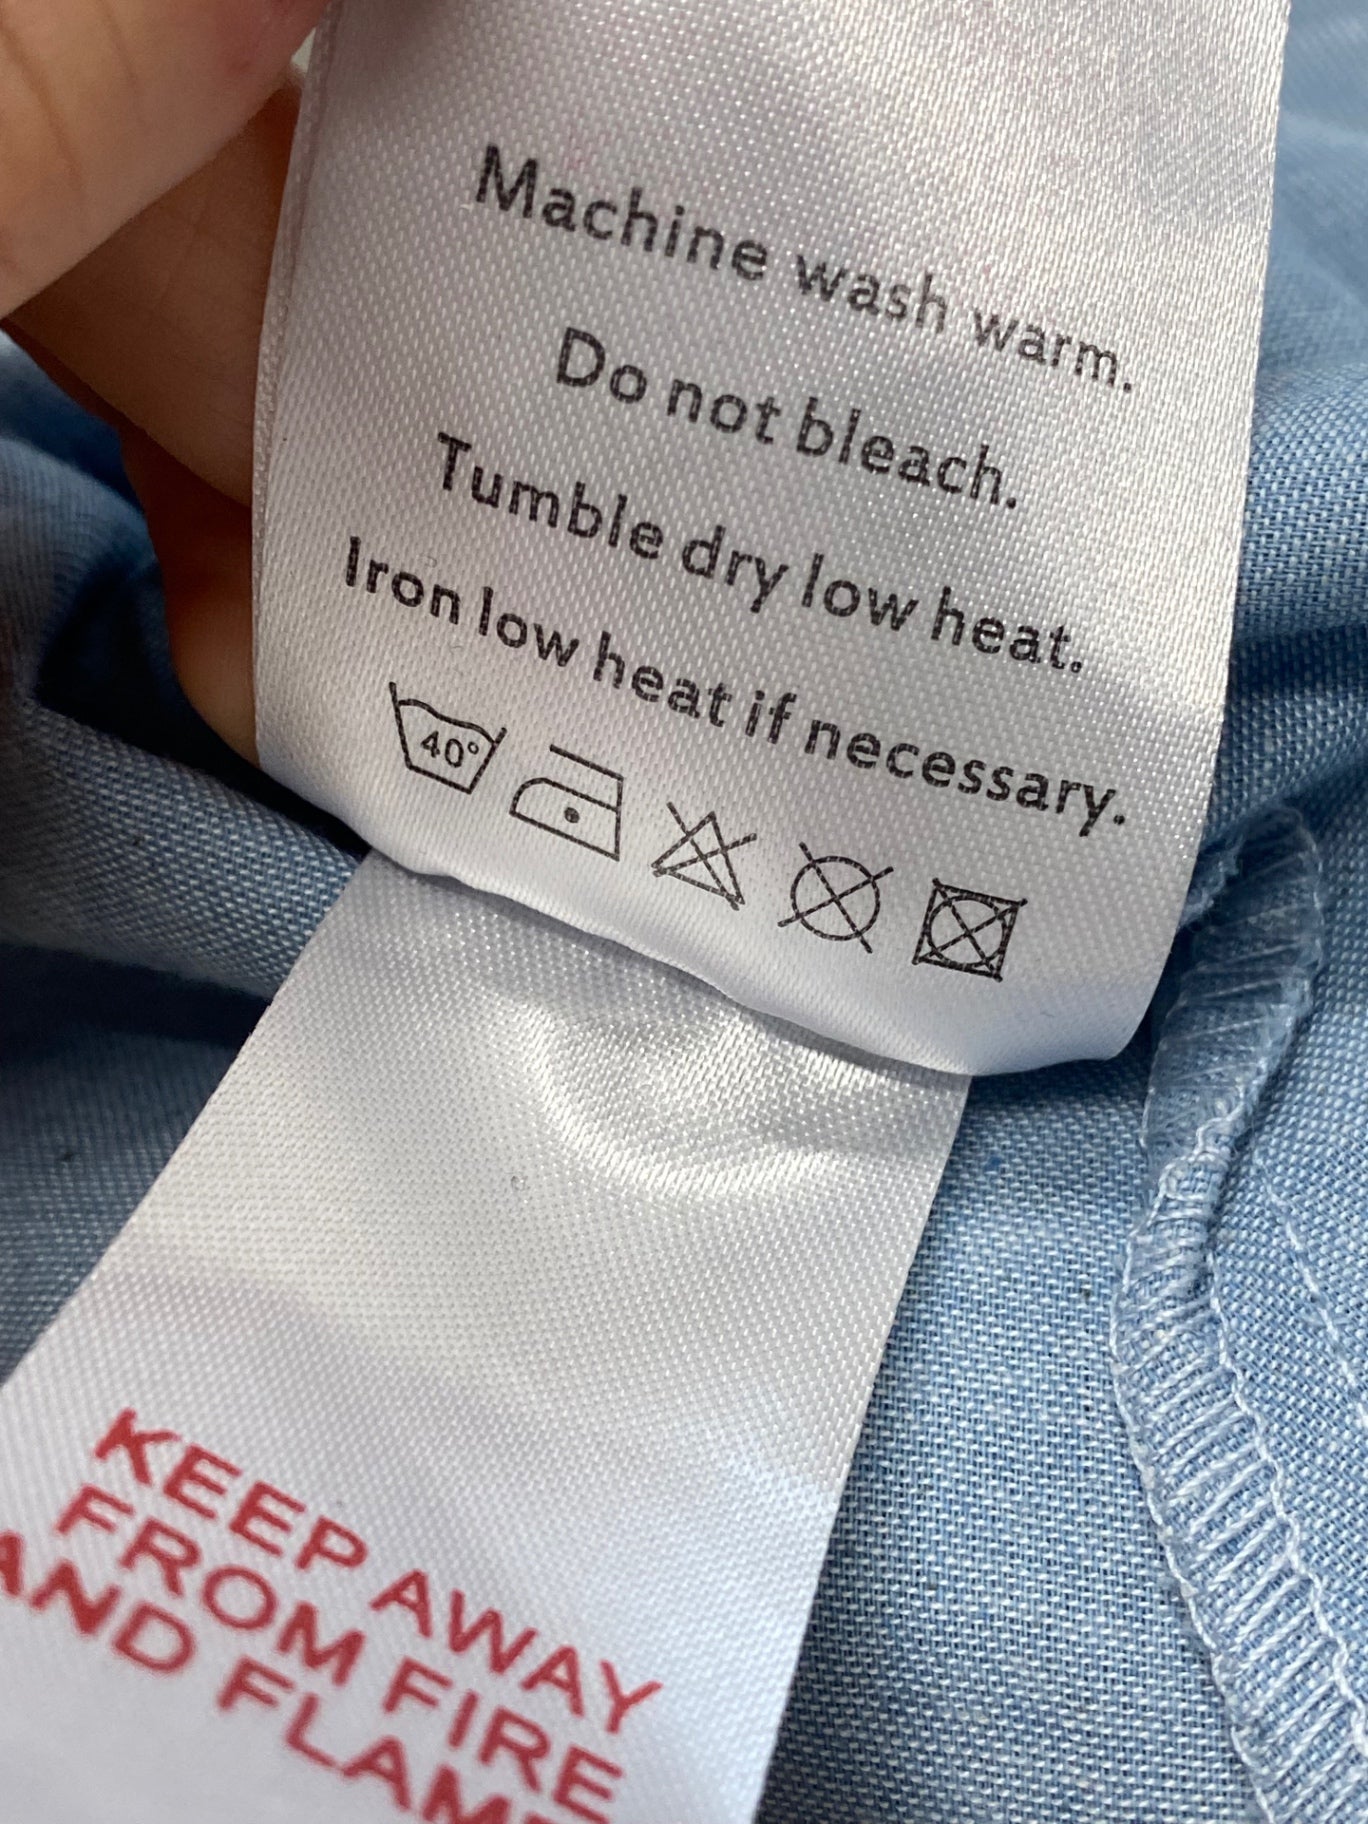 Machine wash warm.
Do not bleach.
Tumble dry low heat.
Iron low heat if necessary.
40°
KEEP AWAY
FROM FIRE
AND